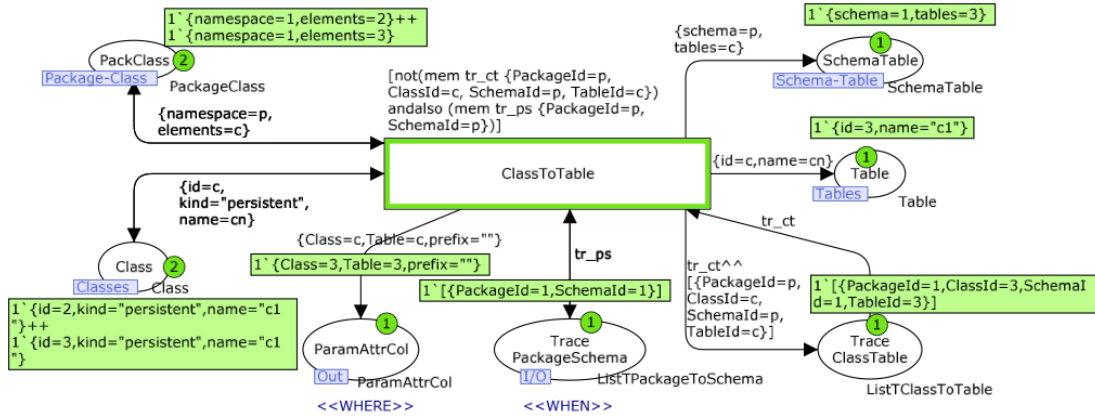 1`{namespace=1,elements=2}++
1`{namespace=1,elements=3}
PackClass
2
Package-Class
PackageClass
{namespace=p,
elements=c}
[not(mem tr_ct {PackageId=p,
ClassId=c, SchemaId=p, TableId=c})
andalso (mem tr_ps {PackageId=p,
SchemaId=p})]
{schema=p,
tables=c}
1`{schema=1,tables=3}
1
SchemaTable
Schema-Table
SchemaTable
ClassToTable
{id=c,name=cn}
1`{id=3,name="c1"}
1
Table
Tables
Table
{id=c,
kind="persistent",
name=cn}
Class
2
Classes
Class
1`{id=2,kind="persistent",name="c1
"}++
1`{id=3,kind="persistent",name="c1
"}
{Class=c,Table=c,prefix=""}
1`{Class=3,Table=3,prefix=""}
1
ParamAttrCol
Out
ParamAttrCol
<<WHERE>>
tr_ps
1`[{PackageId=1,SchemaId=1}]
1
Trace
PackageSchema
I/O
ListTPackageToSchema
<<WHEN>>
tr_ct
tr_ct^^
[{PackageId=p,
ClassId=c,
SchemaId=p,
TableId=c}]
1`[{PackageId=1,ClassId=3,SchemaI
d=1,TableId=3}]
1
Trace
ClassTable
ListTClassToTable